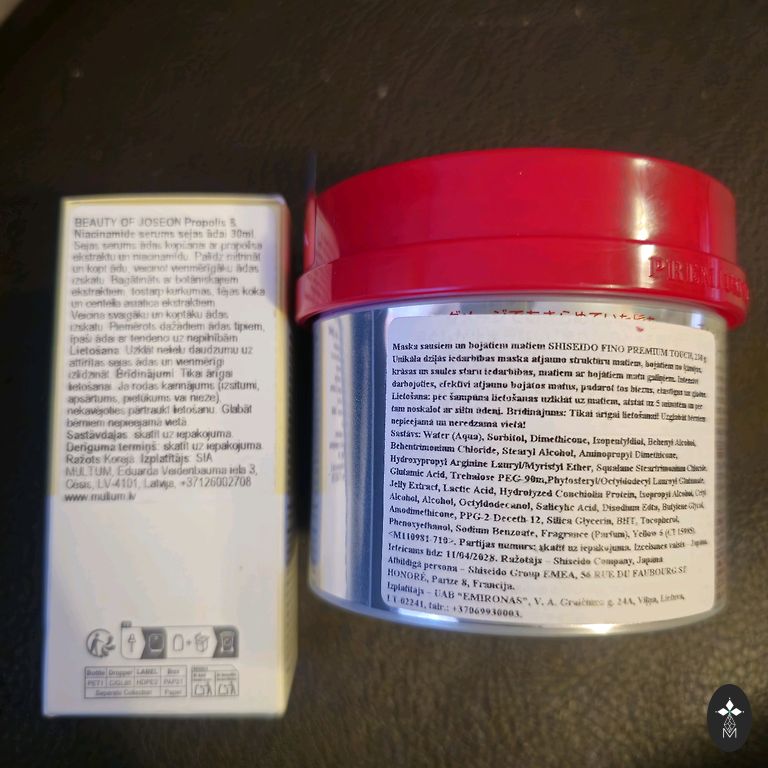 BEAUTY OF JOSEON Propolis &
Niacinamide serums sejas ādai 30ml.
Sejas serums ādas kopšanai ar propolisa
ekstraktu un niacinamīdu. Palīdz mitrināt
un kopt ādu, veicinot vienmērīgāku ādas
izskatu. Bagātināts ar botāniskajiem
ekstraktiem, tostarp kurkumas, tējas koka
un centella asiatica ekstraktiem.
Veicina svaigāku un koptāku ādas
izskatu. Piemērots dažādiem ādas tipiem,
īpaši ādai ar tendenci uz nepilnībām.
Lietošana: Uzklāt nelielu daudzumu uz
attīrītas sejas ādas un vienmērīgi
izlīdzināt. Brīdinājumi: Tikai ārīgai
lietošanai. Ja rodas kairinājums (izsitumi,
apsārtums, pietūkums vai nieze),
nekavējoties pārtraukt lietošanu. Glabāt
bērniem nepieejamā vietā.
Sastāvdaļas: skatīt uz iepakojuma.
Derīguma termiņš: skatīt uz iepakojuma.
Ražots Korejā. Izplatītājs: SIA
MULTUM, Eduarda Veidenbauma iela 3,
Cēsis, LV-4101, Latvija, +37126002708
www.multum.lv
Bottle Dropper LABEL Box
PET1 C/GL80 HDPE2 PAP21
Separate Collection Paper
PREMIUM
Maska sausiem un bojātiem matiem SHISEIDO FINO PREMIUM TOUCH, 230 g
Unikāla dziļas iedarbības maska atjauno struktūru matiem, bojātiem no ķīmijas,
krāsas un saules staru iedarbības, matiem ar bojātiem matu galiņiem. Intensīvi
darbojoties, efektīvi atjauno bojātos matus, padarot tos biezus, elastīgus un gludus.
Lietošana: pēc šampūna lietošanas uzklāt uz matiem, atstāt uz 5 minūtēm un pēc
tam noskalot ar siltu ūdeni. Brīdinājums: Tikai ārīgai lietošanai! Uzglabāt bērniem
nepieejamā un neredzamā vietā!
Sastāvs: Water (Aqua), Sorbitol, Dimethicone, Isopentyldiol, Behenyl Alcohol,
Behentrimonium Chloride, Stearyl Alcohol, Aminopropyl Dimethicone,
Hydroxypropyl Arginine Lauryl/Myristyl Ether, Squalane Steartrimonium Chloride,
Glutamic Acid, Trehalose PEG-90m, Phytosteryl/Octyldodecyl Lauroyl Glutamate,
Jelly Extract, Lactic Acid, Hydrolyzed Conchiolin Protein, Isopropyl Alcohol, Cetyl
Alcohol, Alcohol, Octyldodecanol, Salicylic Acid, Disodium Edta, Butylene Glycol,
Amodimethicone, PPG-2-Deceth-12, Silica Glycerin, BHT, Tocopherol,
Phenoxyethanol, Sodium Benzoate, Fragrance (Parfum), Yellow 5 (CI 15985).
<M110981-710>. Partijas numurs: skatīt uz iepakojuma. Izcelsmes valsts - Japāna
Ieteicams līdz: 11/04/2028. Ražotājs – Shiseido Company, Japāna
Atbildīgā persona – Shiseido Group EMEA, 56 RUE DU FAUBOURG ST
HONORÉ, Parīze 8, Francija.
Izplatītājs – UAB "EMIRONAS", V. A. Graičiūno g. 24A, Viļņa, Lietuva,
LT-02241, tālr.: +37069930003.
M